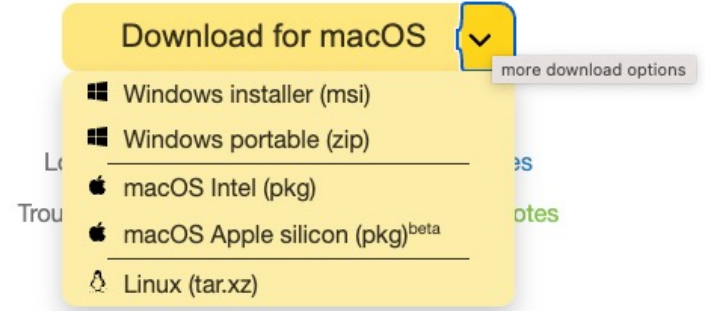 Download for macOS
more download options
Windows installer (msi)
Windows portable (zip)
macOS Intel (pkg)
macOS Apple silicon (pkg)beta
Linux (tar.xz)